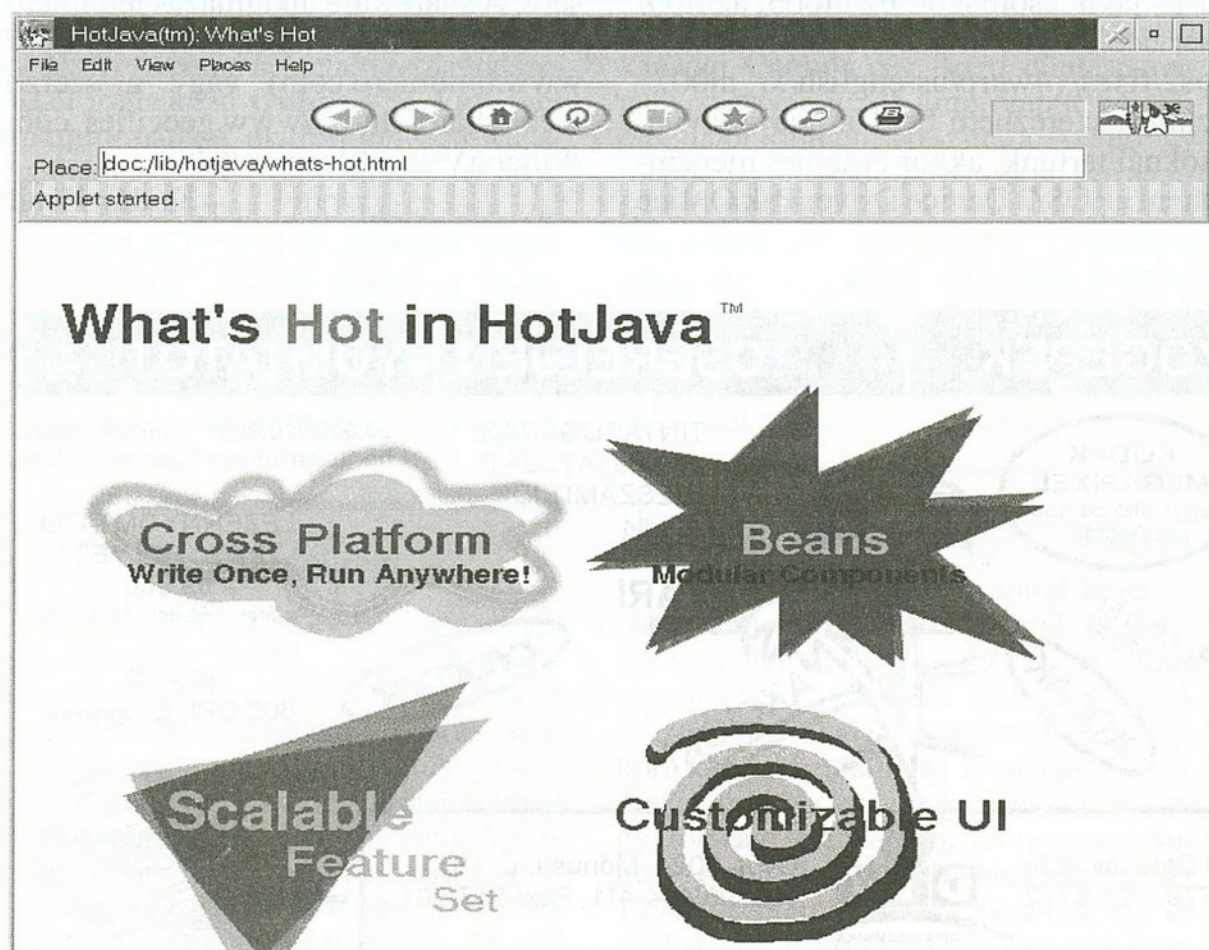 HotJava(tm): What's Hot
File Edit View Places Help
Place: doc:/lib/hotjava/whats-hot.html
Applet started.
What's Hot in HotJava™
Cross Platform
Write Once, Run Anywhere!
Beans
Modular Components
Scalable
Feature
Set
Customizable UI